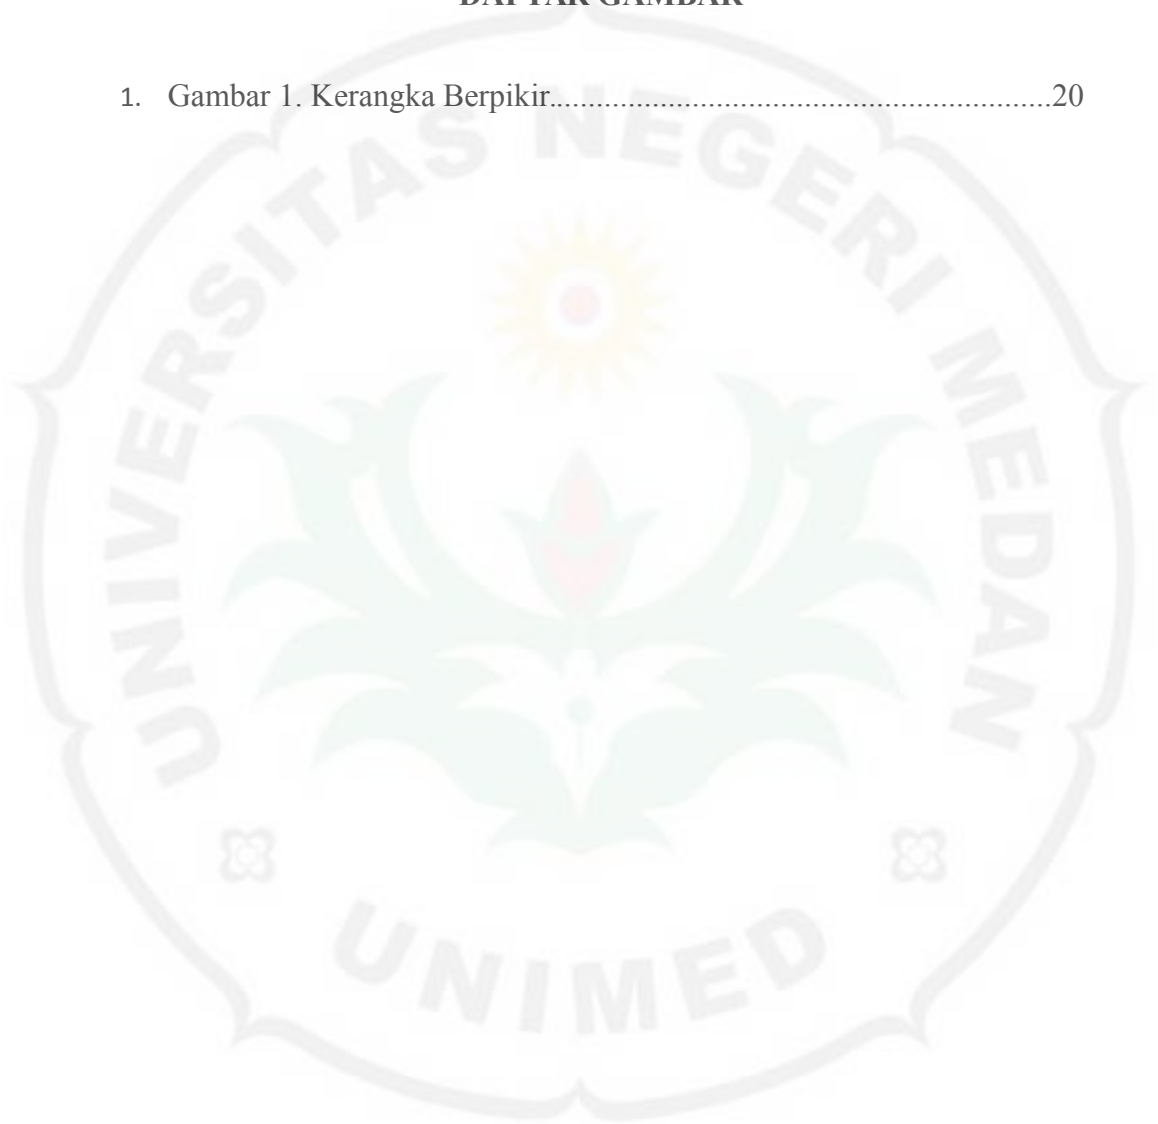 DAFTAR GAMBAR
1. Gambar 1. Kerangka Berpikir..............................................................20
UNIVERSITAS NEGERI MEDAN
UNIMED